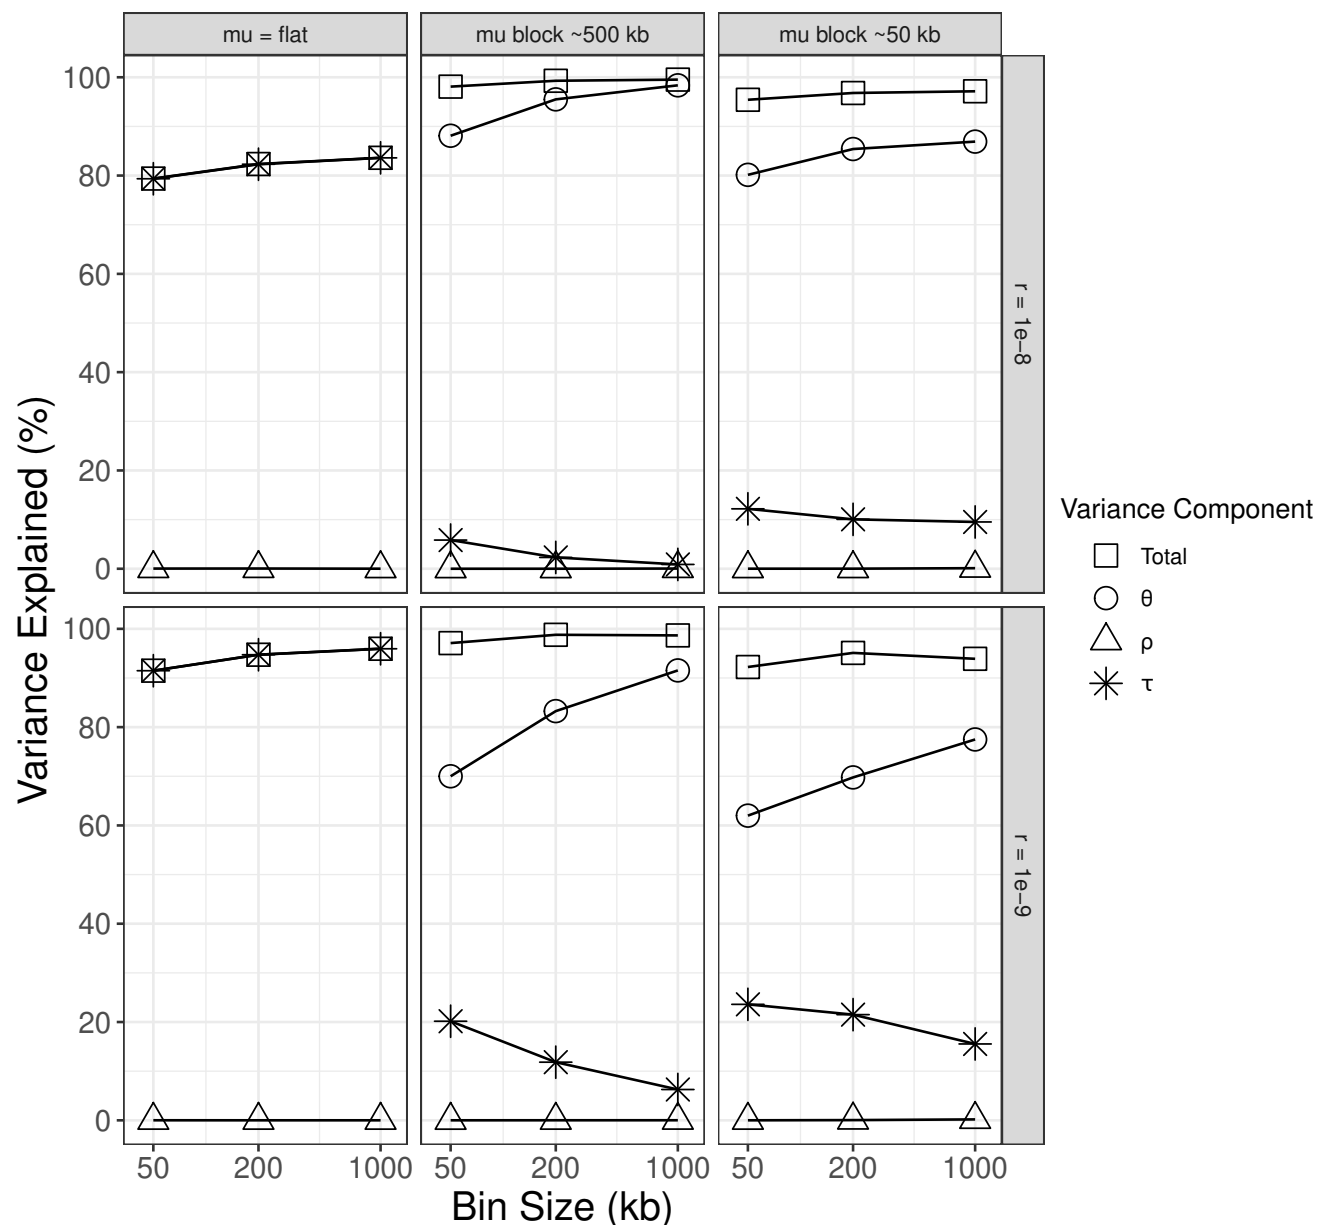 mu = flat
mu block ~500 kb
mu block ~50 kb
100
80
60
40
20
0
r = 1e−8
100
80
60
40
20
0
r = 1e−9
Variance Explained (%)
50 200 1000
50 200 1000
50 200 1000
Bin Size (kb)
Variance Component
Total
θ
ρ
τ